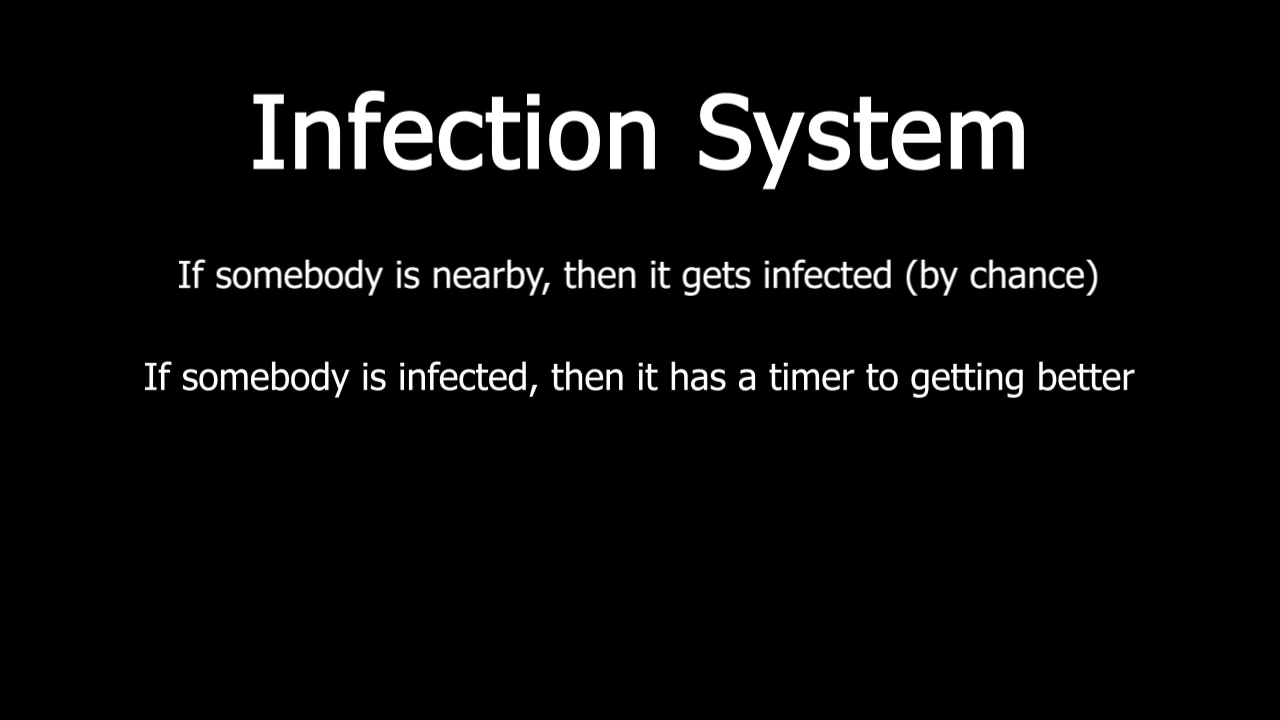 Infection System
If somebody is nearby, then it gets infected (by chance)
If somebody is infected, then it has a timer to getting better